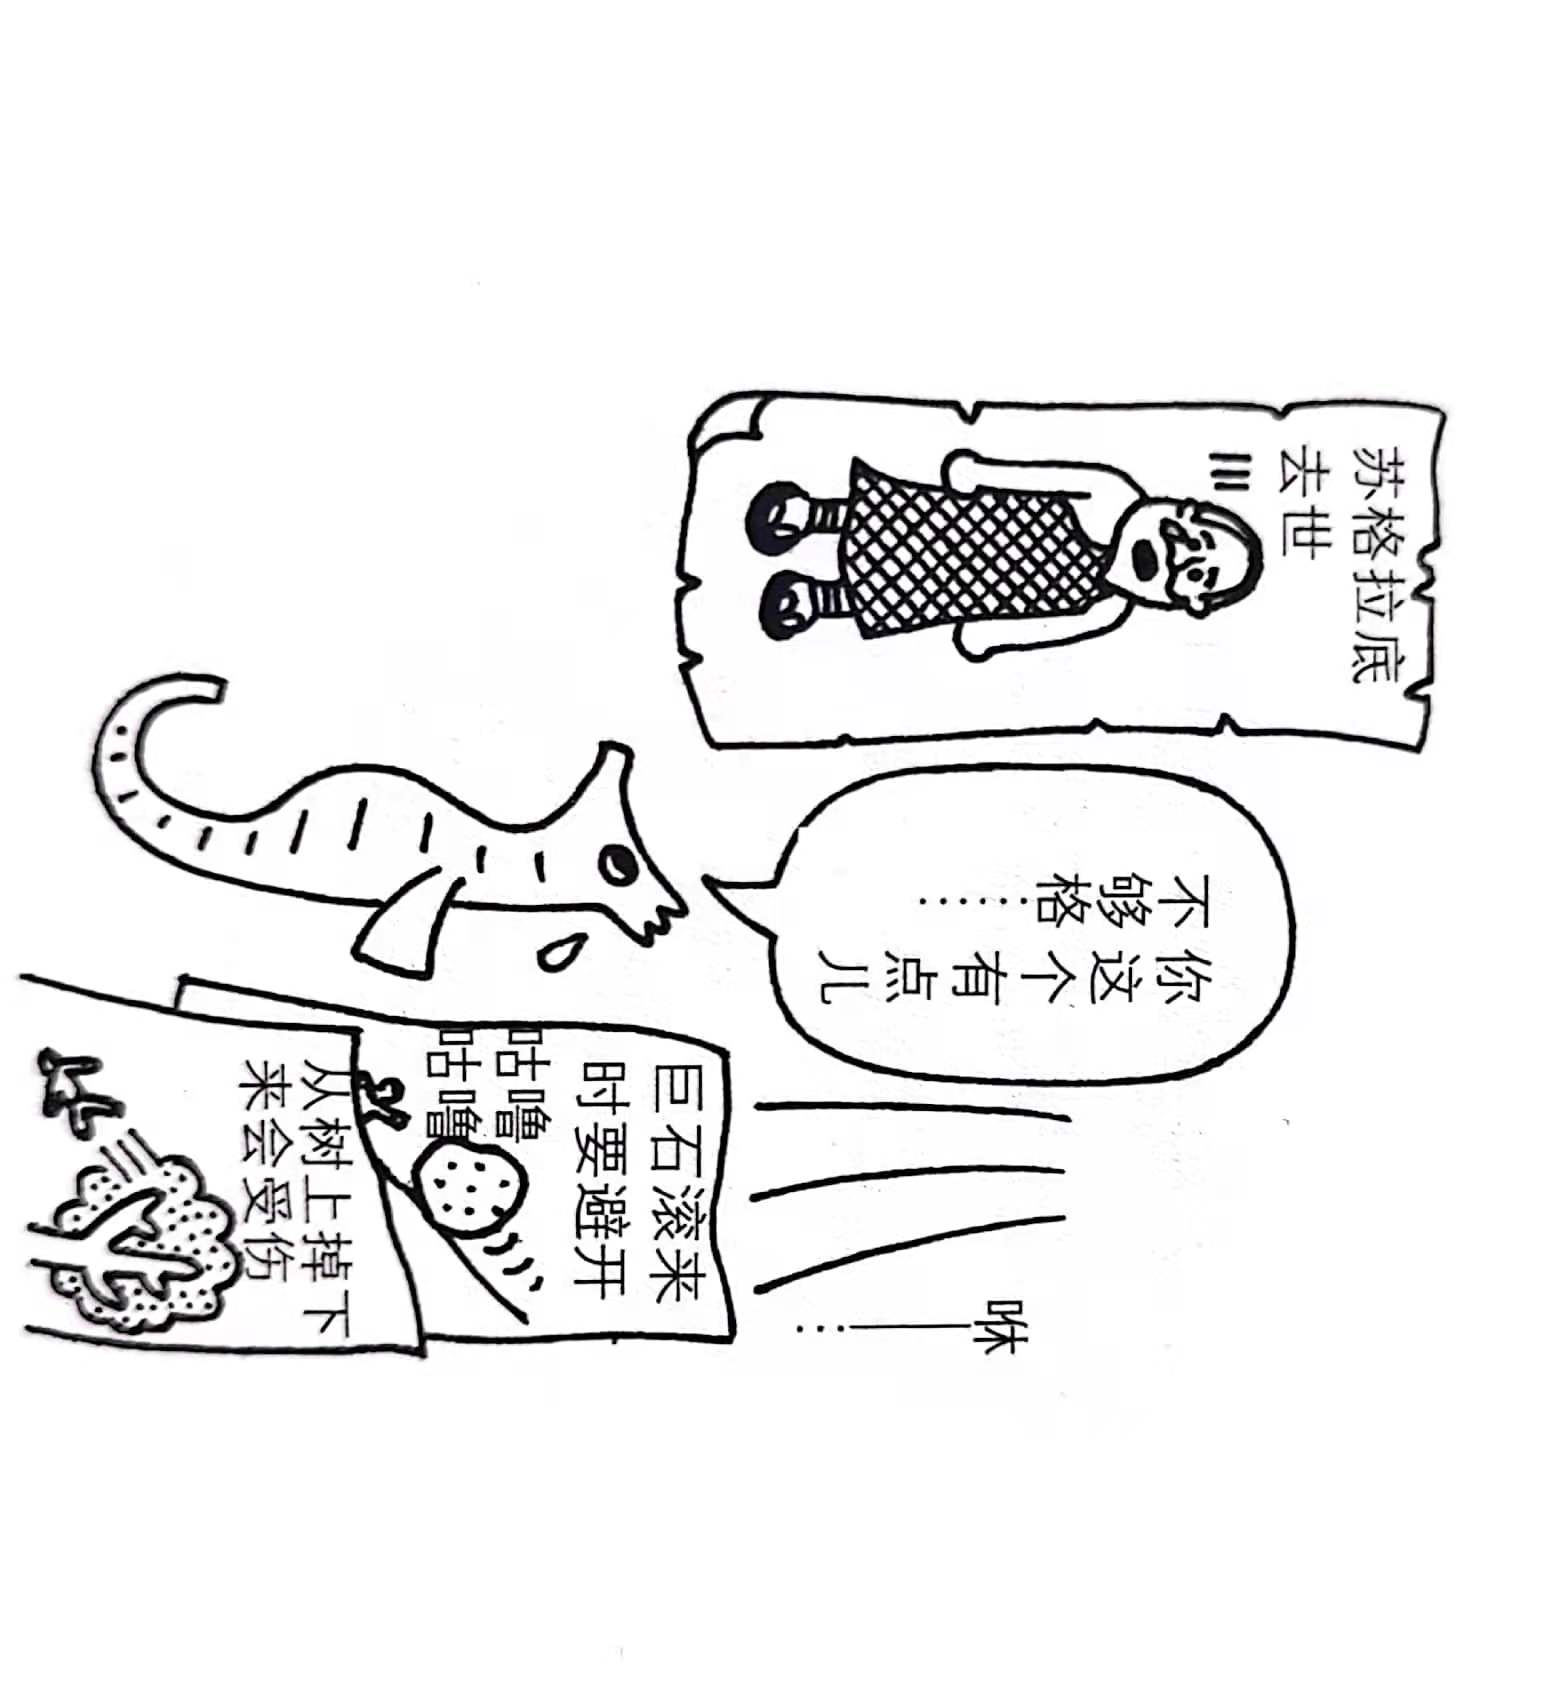 苏格拉底
去世
你这个有点儿
不够格……
咻——…
巨石滚来
时要避开
咕噜
咕噜
从树上掉下
来会受伤